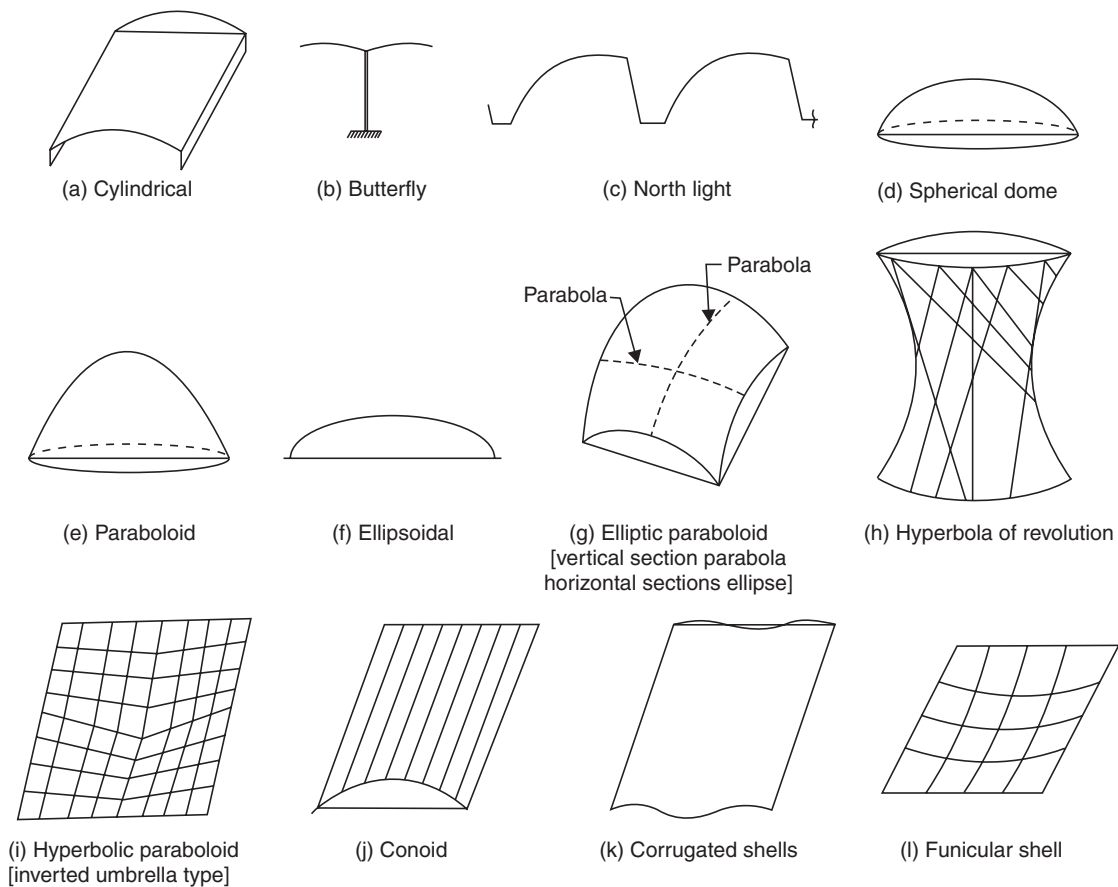 (a) Cylindrical
(b) Butterfly
(c) North light
(d) Spherical dome
Parabola
Parabola
(e) Paraboloid
(f) Ellipsoidal
(g) Elliptic paraboloid
[vertical section parabola
horizontal sections ellipse]
(h) Hyperbola of revolution
(i) Hyperbolic paraboloid
[inverted umbrella type]
(j) Conoid
(k) Corrugated shells
(l) Funicular shell